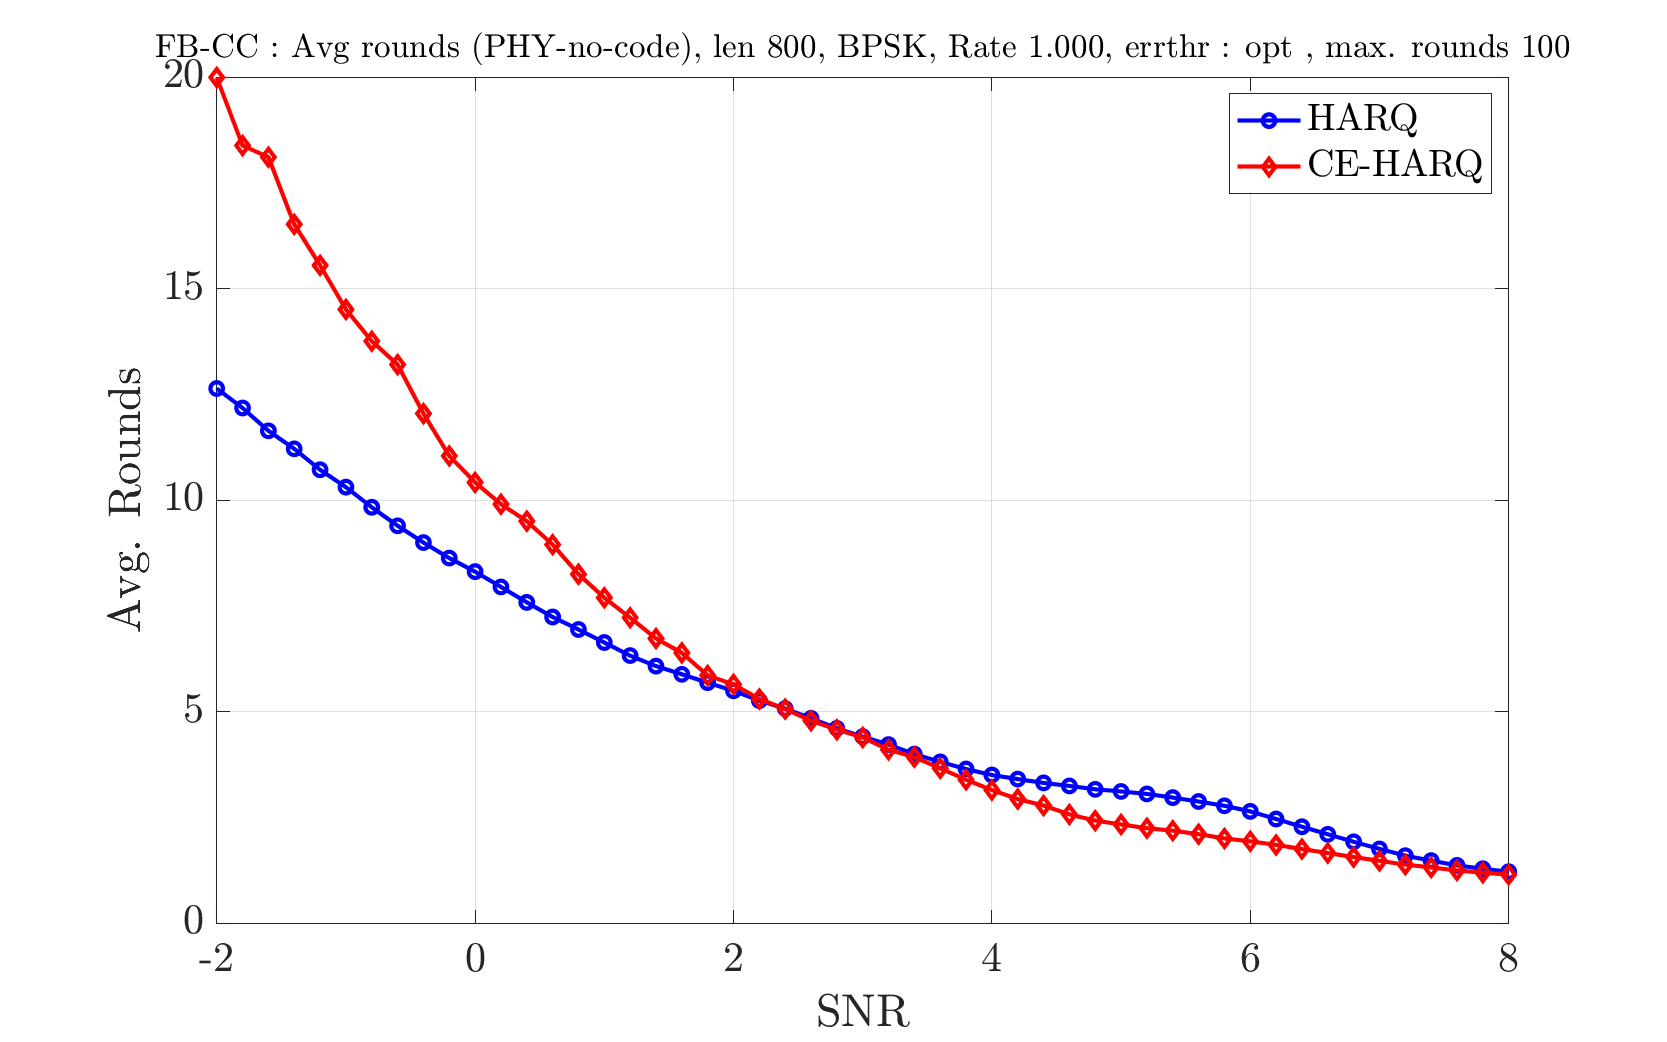 FB-CC : Avg rounds (PHY-no-code), len 800, BPSK, Rate 1.000, errthr : opt , max. rounds 100
HARQ
CE-HARQ
20
15
10
5
0
Avg. Rounds
-2 0 2 4 6 8
SNR